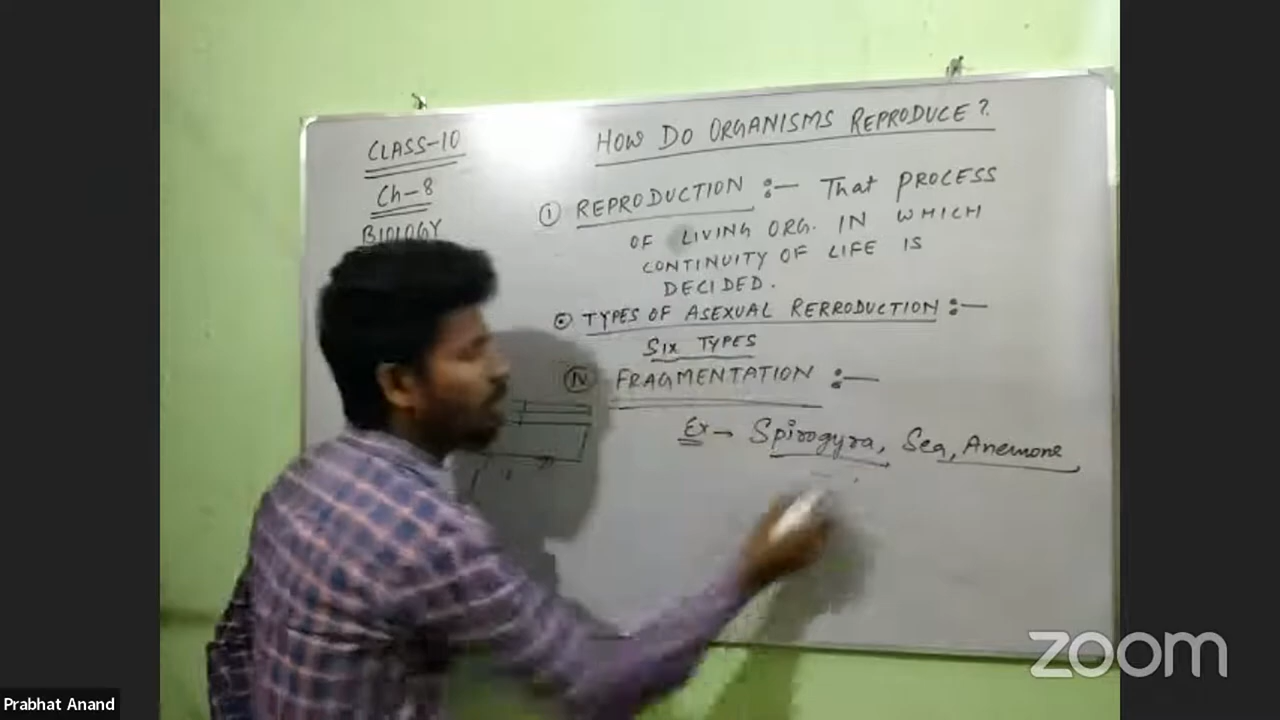 CLASS-10
Ch-8
BIOLOGY
HOW DO ORGANISMS REPRODUCE?
① REPRODUCTION :— That PROCESS
OF LIVING ORG. IN WHICH
CONTINUITY OF LIFE IS
DECIDED.
TYPES OF ASEXUAL RERRODUCTION :—
SIX TYPES
IV FRAGMENTATION :—
Ex→ Spirogyra, Sea, Anemone
zoom
Prabhat Anand